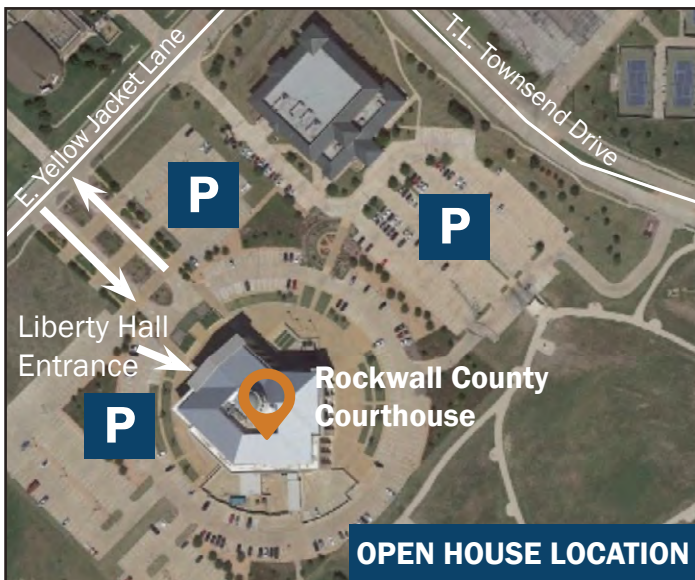 T.L. Townsend Drive
E. Yellow Jacket Lane
P
P
Liberty Hall
Entrance
Rockwall County
Courthouse
P
OPEN HOUSE LOCATION